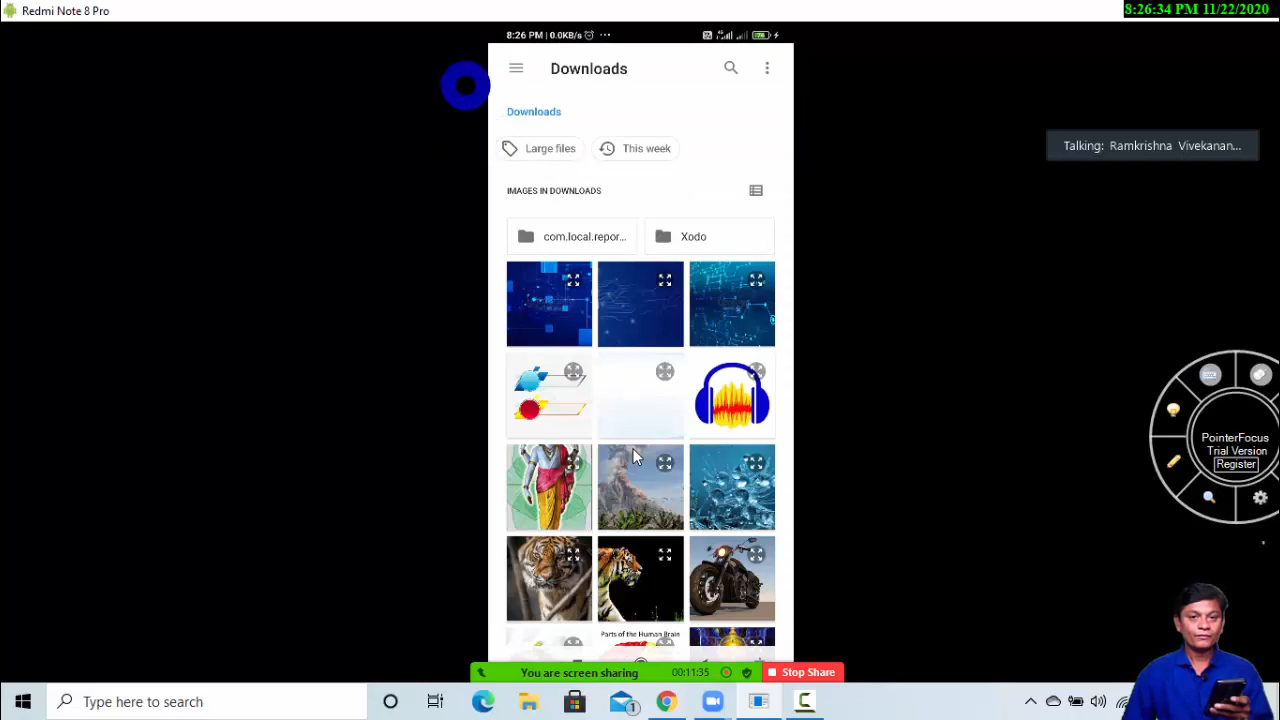 Redmi Note 8 Pro
8:26:34 PM 11/22/2020
8:26 PM | 0.0KB/s
Downloads
Downloads
Large files
This week
IMAGES IN DOWNLOADS
com.local.repor...
Xodo
Talking: Ramkrishna Vivekanan...
PointerFocus
Trial Version
Register
Parts of the Human Brain
You are screen sharing
00:11:35
Stop Share
Type here to search
1